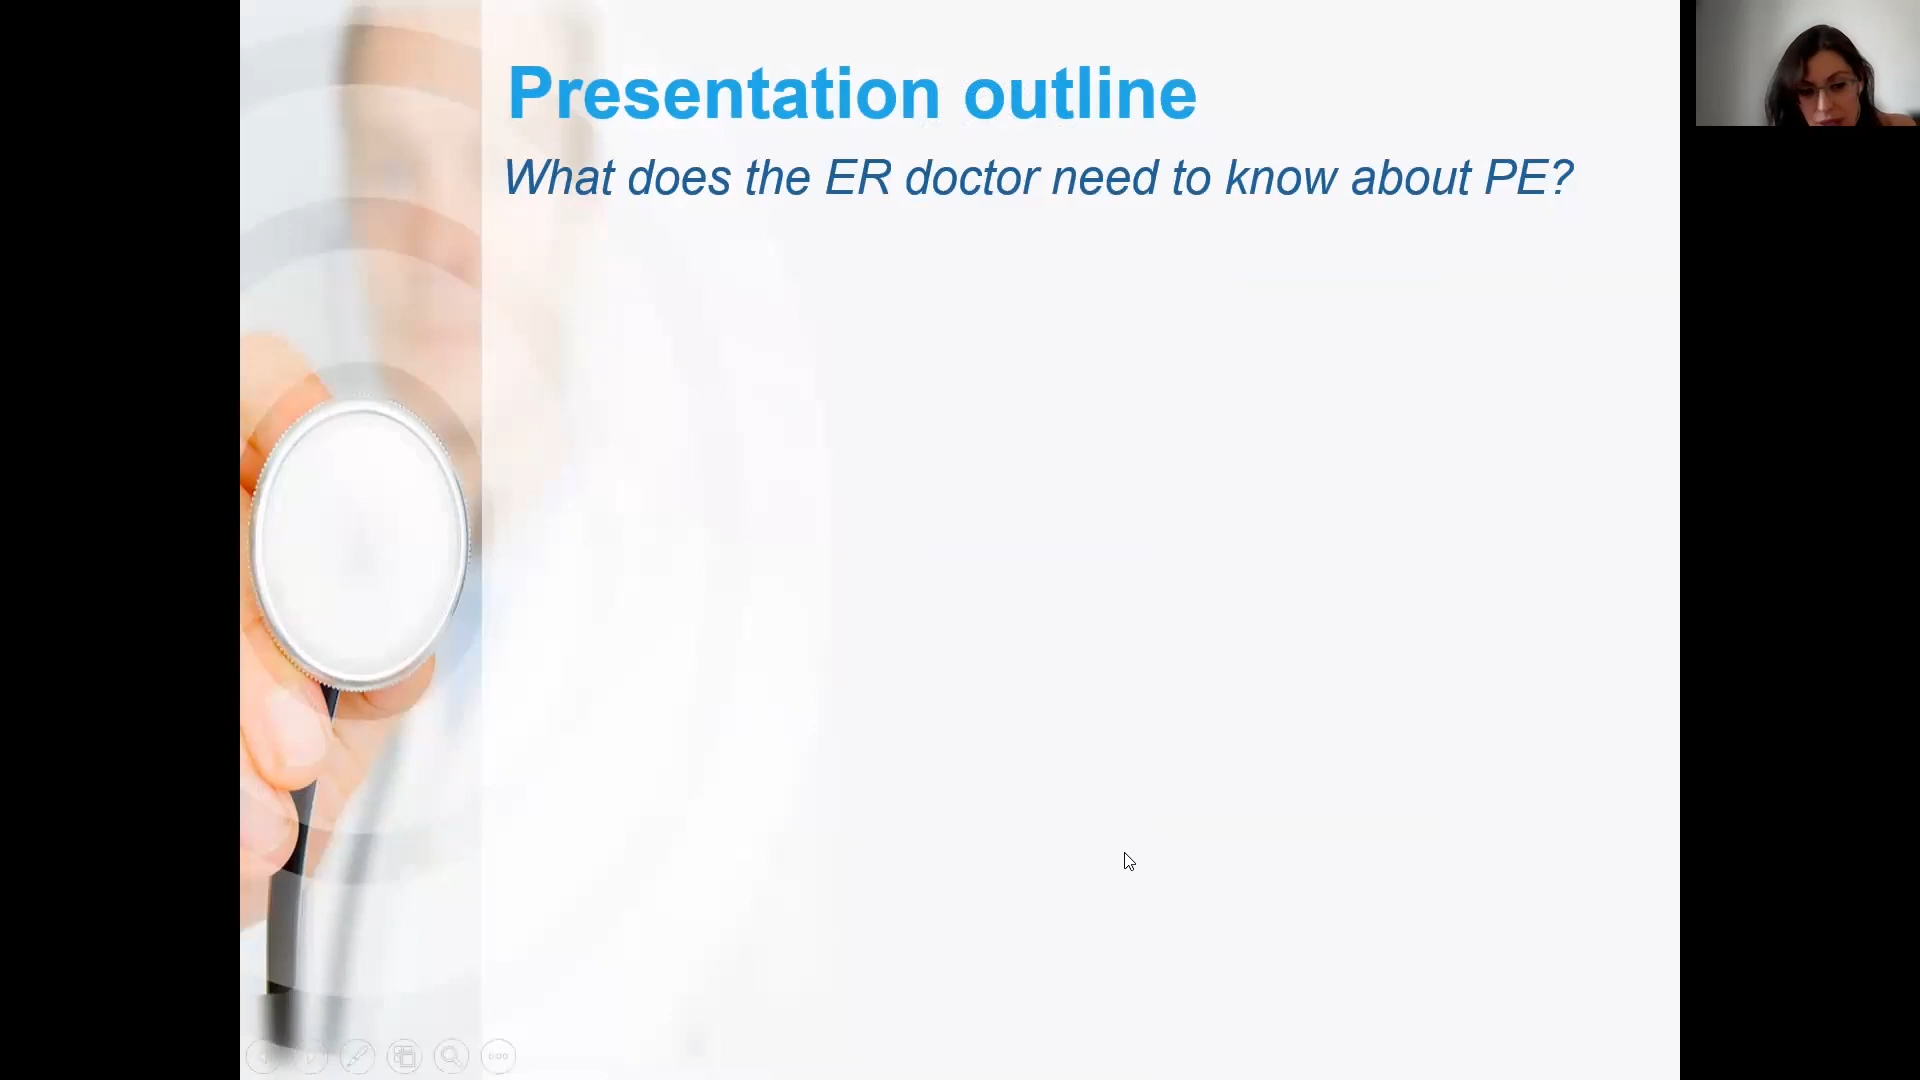 Presentation outline
What does the ER doctor need to know about PE?